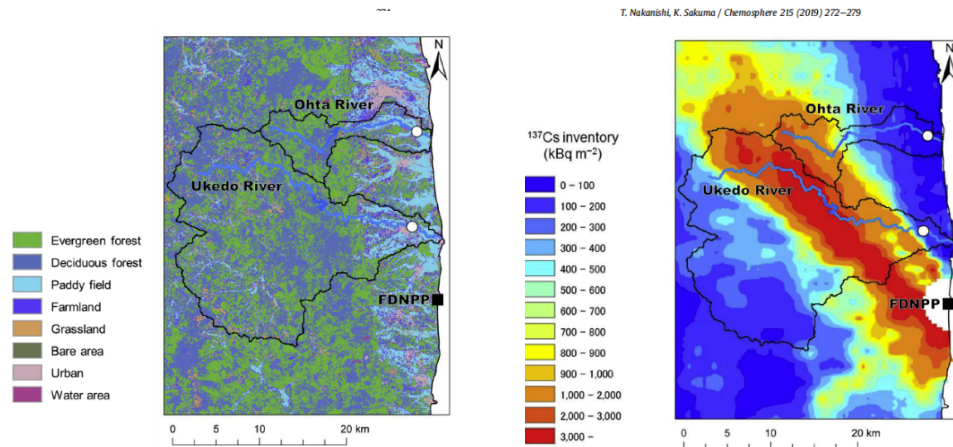 T. Nakanishi, K. Sakuma / Chemosphere 215 (2019) 272–279
N
Ohta River
Ukedo River
FDNPP
Evergreen forest
Deciduous forest
Paddy field
Farmland
Grassland
Bare area
Urban
Water area
0 5 10 20 km
N
Ohta River
Ukedo River
FDNPP
¹³⁷Cs inventory
(kBq m⁻²)
0 – 100
100 – 200
200 – 300
300 – 400
400 – 500
500 – 600
600 – 700
700 – 800
800 – 900
900 – 1,000
1,000 – 2,000
2,000 – 3,000
3,000 –
0 5 10 20 km